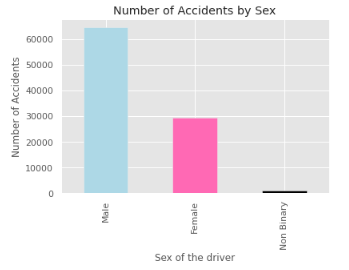 Number of Accidents by Sex
Number of Accidents
60000
50000
40000
30000
20000
10000
0
Male
Female
Non Binary
Sex of the driver